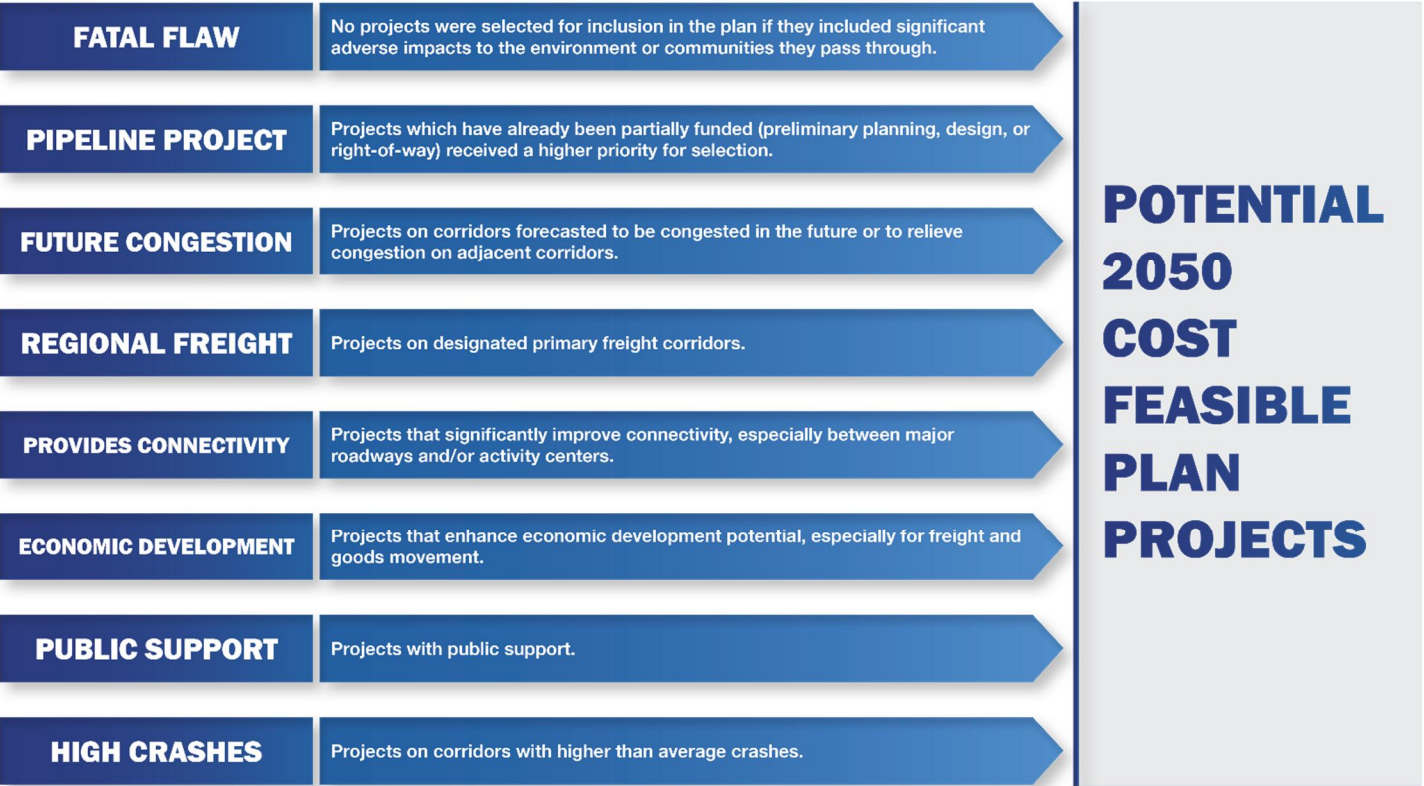 FATAL FLAW
No projects were selected for inclusion in the plan if they included significant
adverse impacts to the environment or communities they pass through.
PIPELINE PROJECT
Projects which have already been partially funded (preliminary planning, design, or
right-of-way) received a higher priority for selection.
FUTURE CONGESTION
Projects on corridors forecasted to be congested in the future or to relieve
congestion on adjacent corridors.
REGIONAL FREIGHT
Projects on designated primary freight corridors.
PROVIDES CONNECTIVITY
Projects that significantly improve connectivity, especially between major
roadways and/or activity centers.
ECONOMIC DEVELOPMENT
Projects that enhance economic development potential, especially for freight and
goods movement.
PUBLIC SUPPORT
Projects with public support.
HIGH CRASHES
Projects on corridors with higher than average crashes.
POTENTIAL
2050
COST
FEASIBLE
PLAN
PROJECTS